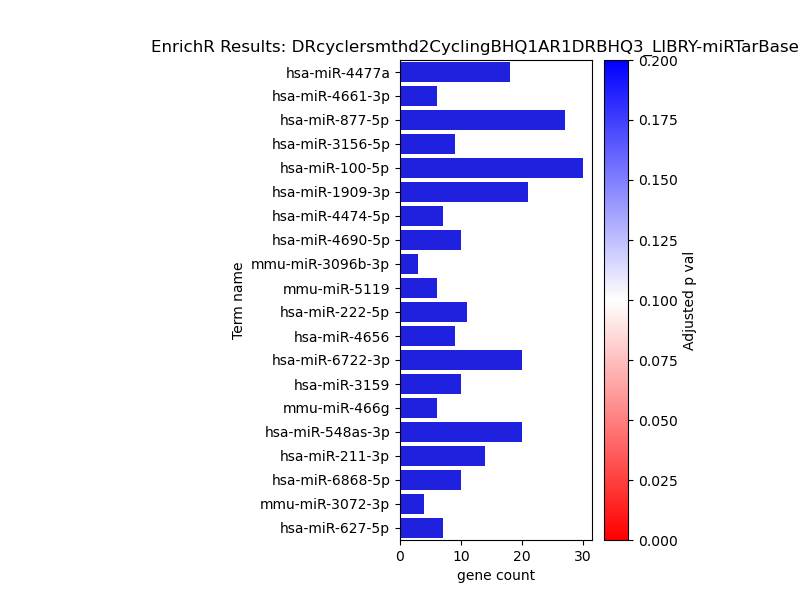 EnrichR Results: DRcyclersmthd2CyclingBHQ1AR1DRBHQ3_LIBRY-miRTarBase
Term name
hsa-miR-4477a
hsa-miR-4661-3p
hsa-miR-877-5p
hsa-miR-3156-5p
hsa-miR-100-5p
hsa-miR-1909-3p
hsa-miR-4474-5p
hsa-miR-4690-5p
mmu-miR-3096b-3p
mmu-miR-5119
hsa-miR-222-5p
hsa-miR-4656
hsa-miR-6722-3p
hsa-miR-3159
mmu-miR-466g
hsa-miR-548as-3p
hsa-miR-211-3p
hsa-miR-6868-5p
mmu-miR-3072-3p
hsa-miR-627-5p
0 10 20 30
gene count
0.200
0.175
0.150
0.125
0.100
0.075
0.050
0.025
0.000
Adjusted p val